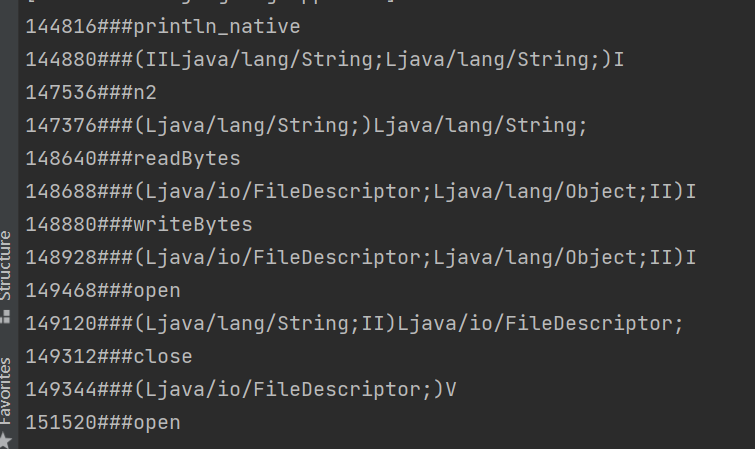 144816###println_native
144880###(IILjava/lang/String;Ljava/lang/String;)I
147536###n2
147376###(Ljava/lang/String;)Ljava/lang/String;
148640###readBytes
148688###(Ljava/io/FileDescriptor;Ljava/lang/Object;II)I
148880###writeBytes
148928###(Ljava/io/FileDescriptor;Ljava/lang/Object;II)I
149468###open
149120###(Ljava/lang/String;II)Ljava/io/FileDescriptor;
149312###close
149344###(Ljava/io/FileDescriptor;)V
151520###open
Structure
Favorites